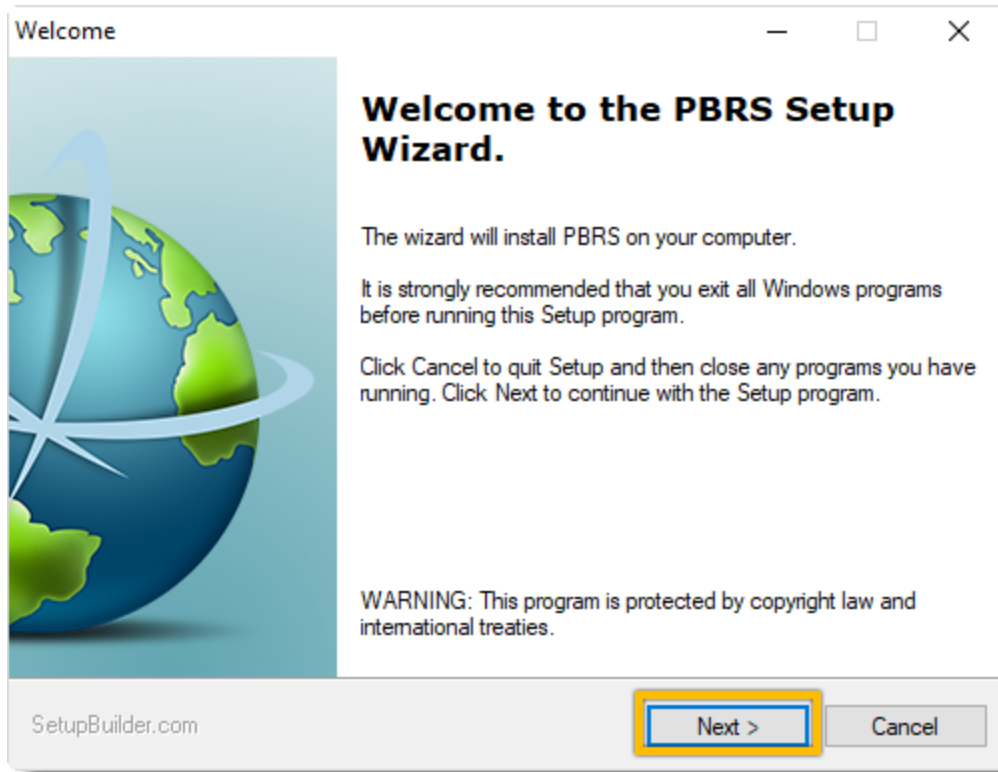 Welcome
Welcome to the PBRS Setup
Wizard.
The wizard will install PBRS on your computer.
It is strongly recommended that you exit all Windows programs
before running this Setup program.
Click Cancel to quit Setup and then close any programs you have
running. Click Next to continue with the Setup program.
WARNING: This program is protected by copyright law and
international treaties.
SetupBuilder.com
Next >
Cancel